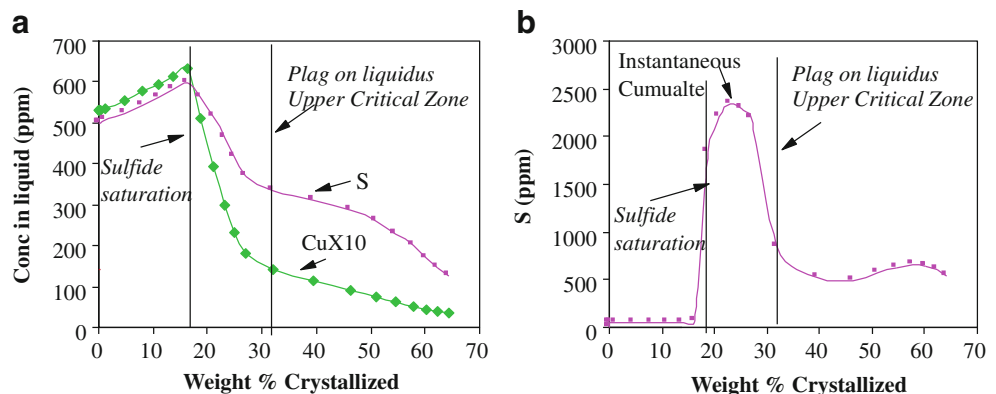 a
700
600
500
400
300
200
100
0
Conc in liquid (ppm)
Plag on liquidus
Upper Critical Zone
Sulfide
saturation
S
CuX10
0 10 20 30 40 50 60 70
Weight % Crystallized
b
3000
2500
2000
1500
1000
500
0
S (ppm)
Instantaneous
Cumualte
Plag on liquidus
Upper Critical Zone
Sulfide
saturation
0 10 20 30 40 50 60 70
Weight % Crystallized